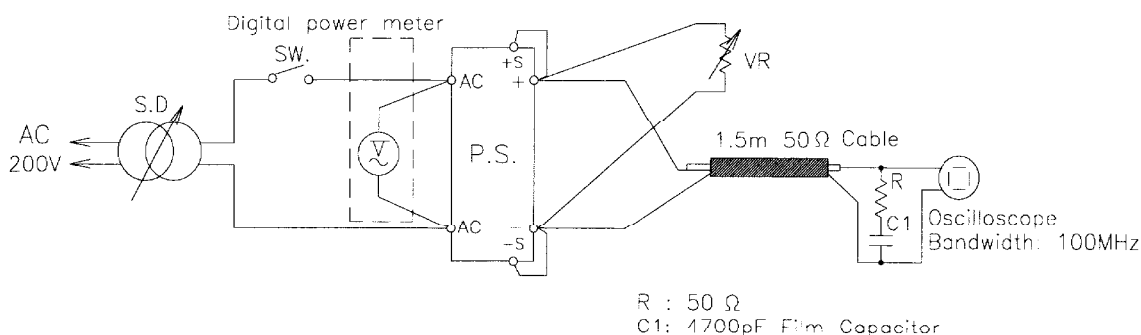 Digital power meter
SW.
S.D
AC
200V
AC
V
AC
P.S.
+S
+
−
-S
VR
1.5m 50Ω Cable
R
C1
Oscilloscope
Bandwidth: 100MHz
R : 50 Ω
C1: 4700pF Film Capacitor